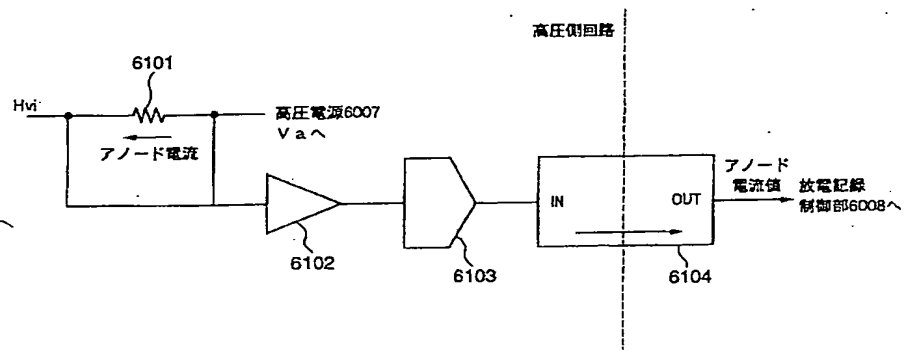 高圧側回路
6101
Hvi
高圧電源6007
Vaへ
アノード電流
IN
OUT
アノード
電流値
放電記録
制御部6008へ
6102
6103
6104